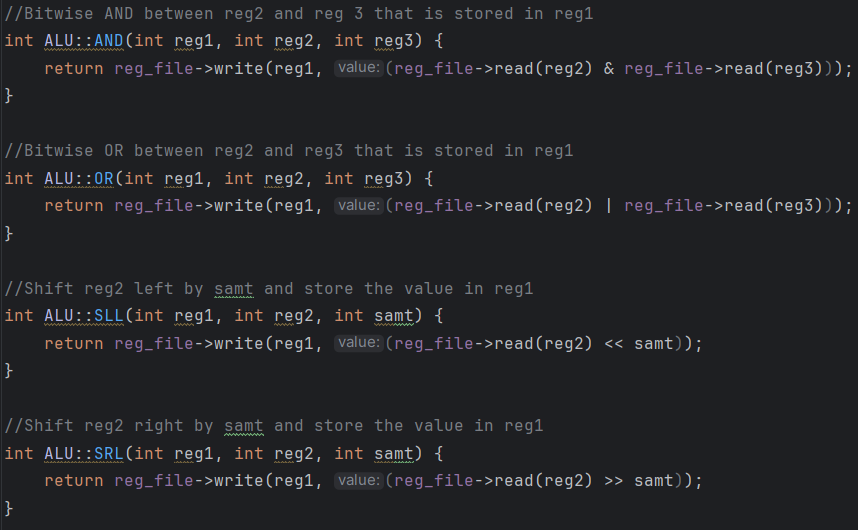 //Bitwise AND between reg2 and reg 3 that is stored in reg1
int ALU::AND(int reg1, int reg2, int reg3) {
    return reg_file->write(reg1, value: (reg_file->read(reg2) & reg_file->read(reg3)));
}

//Bitwise OR between reg2 and reg3 that is stored in reg1
int ALU::OR(int reg1, int reg2, int reg3) {
    return reg_file->write(reg1, value: (reg_file->read(reg2) | reg_file->read(reg3)));
}

//Shift reg2 left by samt and store the value in reg1
int ALU::SLL(int reg1, int reg2, int samt) {
    return reg_file->write(reg1, value: (reg_file->read(reg2) << samt));
}

//Shift reg2 right by samt and store the value in reg1
int ALU::SRL(int reg1, int reg2, int samt) {
    return reg_file->write(reg1, value: (reg_file->read(reg2) >> samt));
}